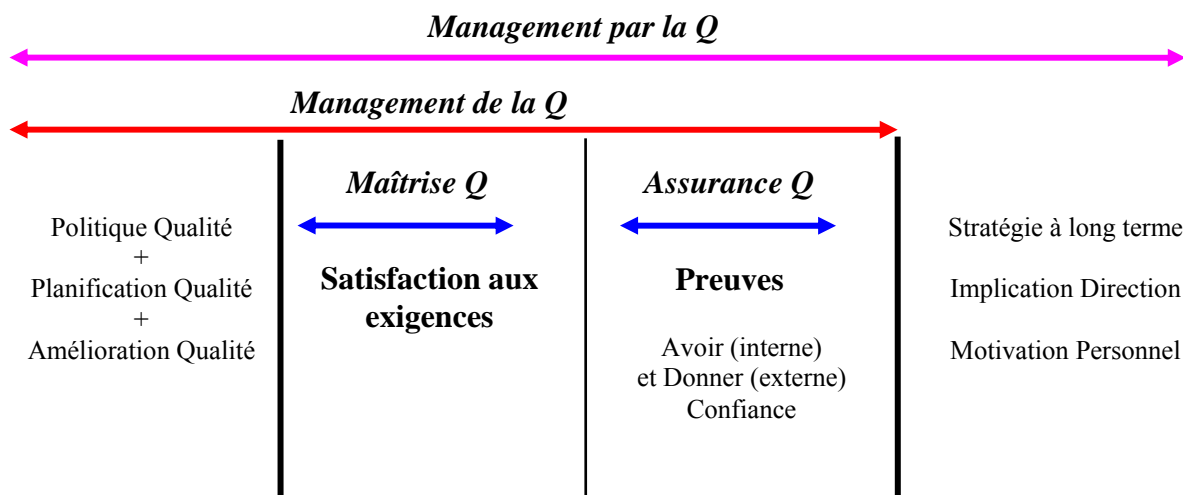 Management par la Q
Management de la Q
Maîtrise Q
Assurance Q
Politique Qualité
+
Planification Qualité
+
Amélioration Qualité
Satisfaction aux
exigences
Preuves
Avoir (interne)
et Donner (externe)
Confiance
Stratégie à long terme
Implication Direction
Motivation Personnel